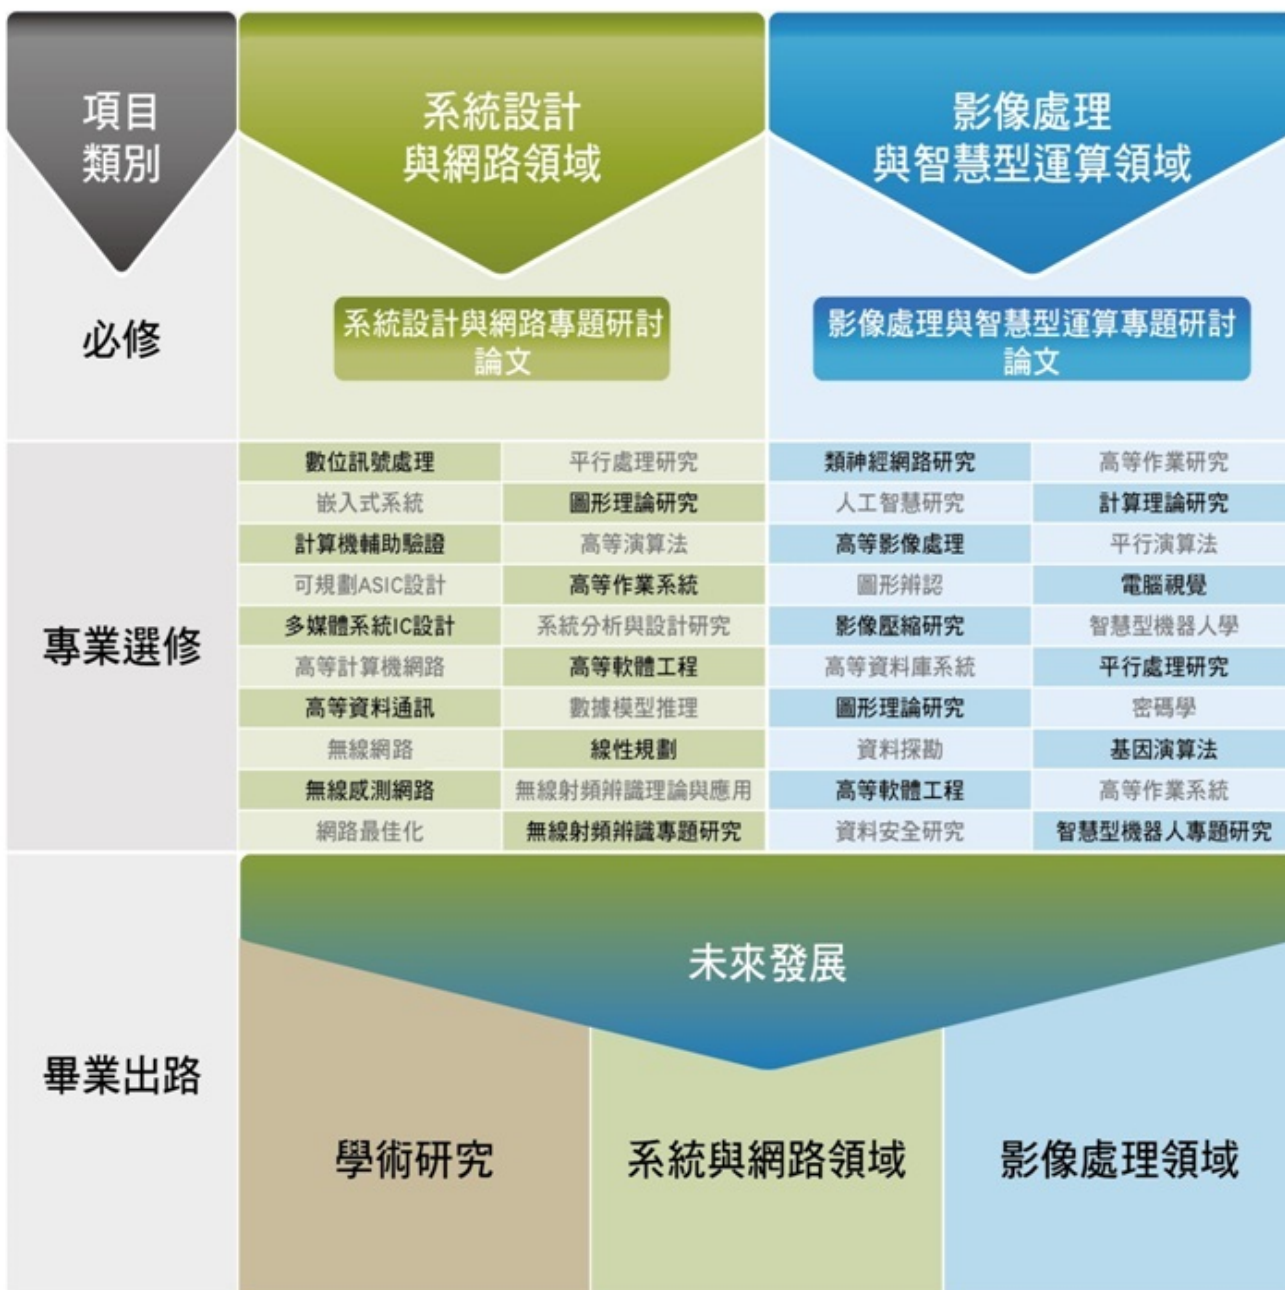 項目
類別
系統設計
與網路領域
影像處理
與智慧型運算領域
必修
系統設計與網路專題研討
論文
影像處理與智慧型運算專題研討
論文
專業選修
數位訊號處理 平行處理研究 類神經網路研究 高等作業研究
嵌入式系統 圖形理論研究 人工智慧研究 計算理論研究
計算機輔助驗證 高等演算法 高等影像處理 平行演算法
可規劃ASIC設計 高等作業系統 圖形辨認 電腦視覺
多媒體系統IC設計 系統分析與設計研究 影像壓縮研究 智慧型機器人學
高等計算機網路 高等軟體工程 高等資料庫系統 平行處理研究
高等資料通訊 數據模型推理 圖形理論研究 密碼學
無線網路 線性規劃 資料探勘 基因演算法
無線感測網路 無線射頻辨識理論與應用 高等軟體工程 高等作業系統
網路最佳化 無線射頻辨識專題研究 資料安全研究 智慧型機器人專題研究
畢業出路
未來發展
學術研究
系統與網路領域
影像處理領域